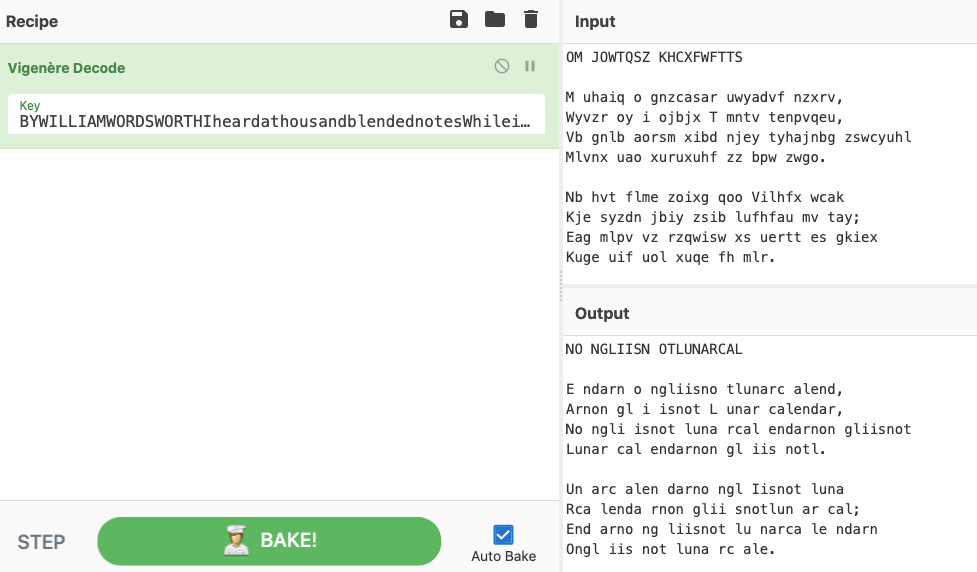 Recipe
Vigenère Decode
Key
BYWILLIAMWORDSWORTHIheardathousandblendednotesWhilei…
STEP
BAKE!
Auto Bake
Input
OM JOWTQSZ KHCXFWFTTS
M uhaiq o gnzcasar uwyadvf nzxrv,
Wyvzr oy i ojbjx T mntv tenpvqeu,
Vb gnlb aorsm xibd njey tyhajnbg zswcyuhl
Mlvnx uao xuruxuhf zz bpw zwgo.
Nb hvt flme zoixg qoo Vilhfx wcak
Kje syzdn jbiy zsib lufhfau mv tay;
Eag mlpv vz rzqwisw xs uertt es gkiex
Kuge uif uol xuqe fh mlr.
Output
NO NGLIISN OTLUNARCAL
E ndarn o ngliisno tlunarc alend,
Arnon gl i isnot L unar calendar,
No ngli isnot luna rcal endarnon gliisnot
Lunar cal endarnon gl iis notl.
Un arc alen darno ngl Iisnot luna
Rca lenda rnon glii snotlun ar cal;
End arno ng liisnot lu narca le ndarn
Ongl iis not luna rc ale.